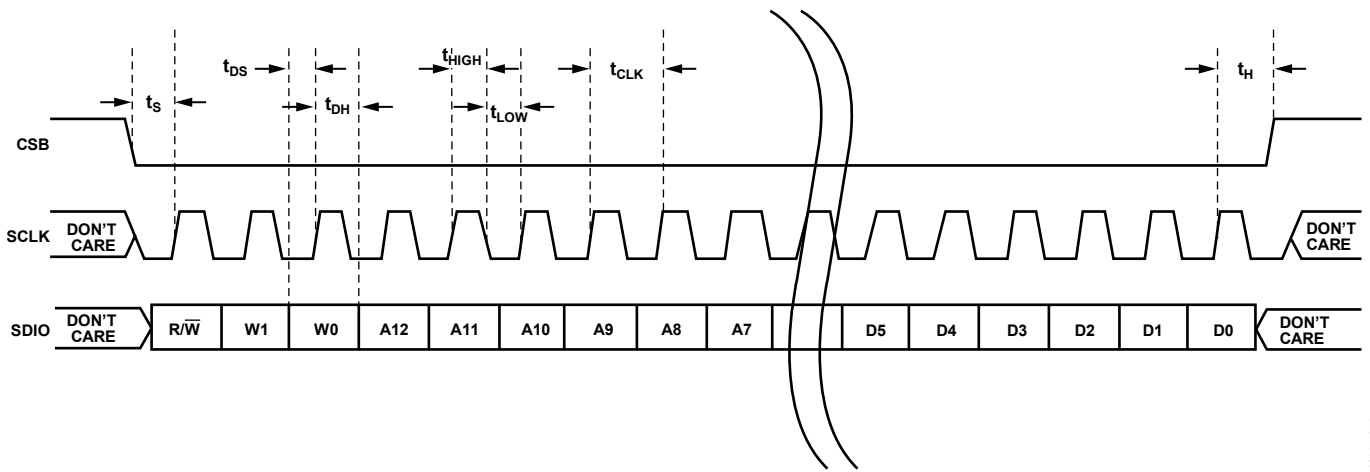 tDS
tHIGH
tCLK
tH
tS
tDH
tLOW
CSB
SCLK
DON'T
CARE
DON'T
CARE
SDIO
DON'T
CARE
R/W̅ W1 W0 A12 A11 A10 A9 A8 A7 D5 D4 D3 D2 D1 D0
DON'T
CARE